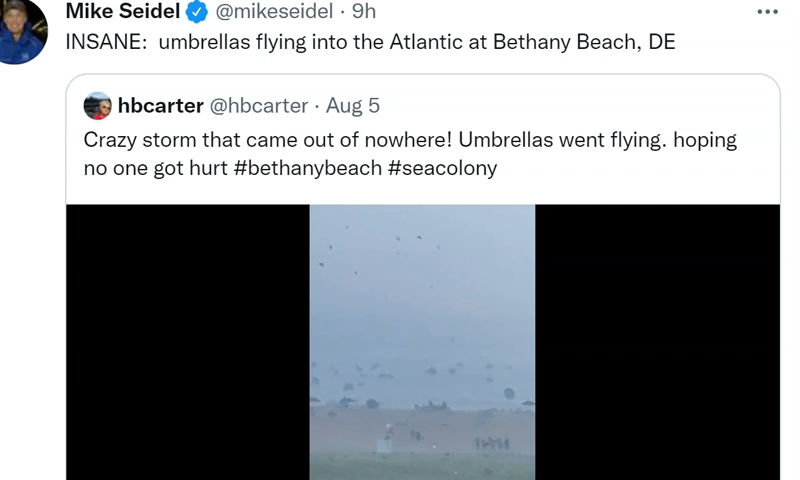 Mike Seidel @mikeseidel · 9h
INSANE:  umbrellas flying into the Atlantic at Bethany Beach, DE
hbcarter @hbcarter · Aug 5
Crazy storm that came out of nowhere! Umbrellas went flying. hoping
no one got hurt #bethanybeach #seacolony